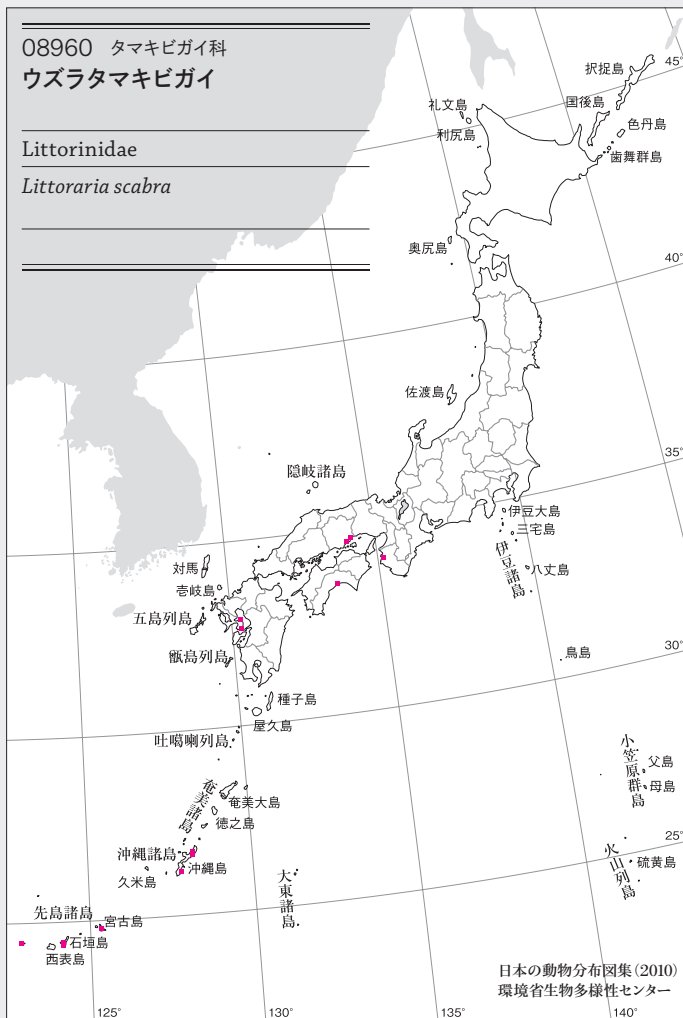 08960 タマキビガイ科
ウズラタマキビガイ
Littorinidae
Littoraria scabra
択捉島
45°
国後島
礼文島
色丹島
利尻島
歯舞群島
奥尻島
40°
佐渡島
35°
隠岐諸島
伊豆大島
三宅島
伊豆諸島
八丈島
対馬
壱岐島
五島列島
甑島列島
鳥島
30°
種子島
屋久島
吐噶喇列島
小笠原群島
父島
母島
奄美諸島
奄美大島
徳之島
25°
沖縄諸島
沖縄島
久米島
火山列島
硫黄島
大東諸島
先島諸島
宮古島
石垣島
西表島
日本の動物分布図集(2010)
環境省生物多様性センター
125°
130°
135°
140°